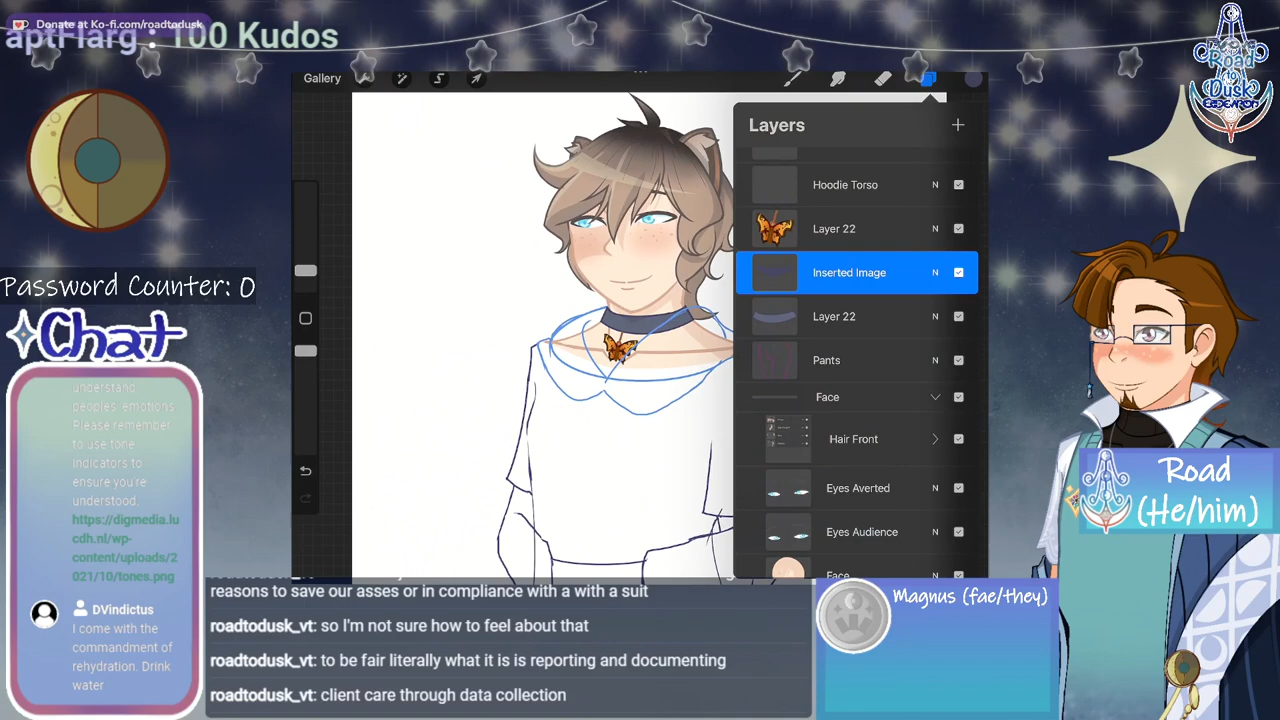 Donate at Ko-fi.com/roadtodusk
aptFlarg : 100 Kudos
Gallery
Layers
Hoodie Torso N
Layer 22 N
Inserted Image N
Layer 22 N
Pants N
Face
Hair Front
Eyes Averted N
Eyes Audience N
Face
Password Counter: 0
Chat
understand
peoples emotions
Please remember
to use tone
indicators to
ensure you're
understood.
https://digmedia.lu
cdh.nl/wp-
content/uploads/2
021/10/tones.png
DVindictus
I come with the
commandment of
rehydration. Drink
water
reasons to save our asses or in compliance with a with a suit
roadtodusk_vt: so I'm not sure how to feel about that
roadtodusk_vt: to be fair literally what it is is reporting and documenting
roadtodusk_vt: client care through data collection
Magnus (fae/they)
Road
(He/him)
Road
to
Dusk